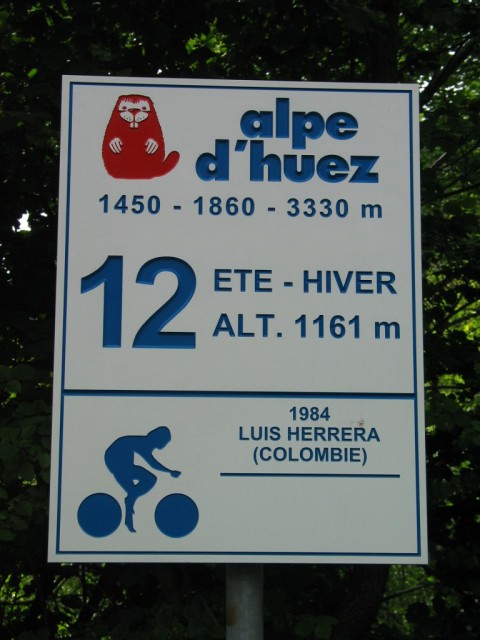 alpe
d'huez
1450 - 1860 - 3330 m
12
ETE - HIVER
ALT. 1161 m
1984
LUIS HERRERA
(COLOMBIE)